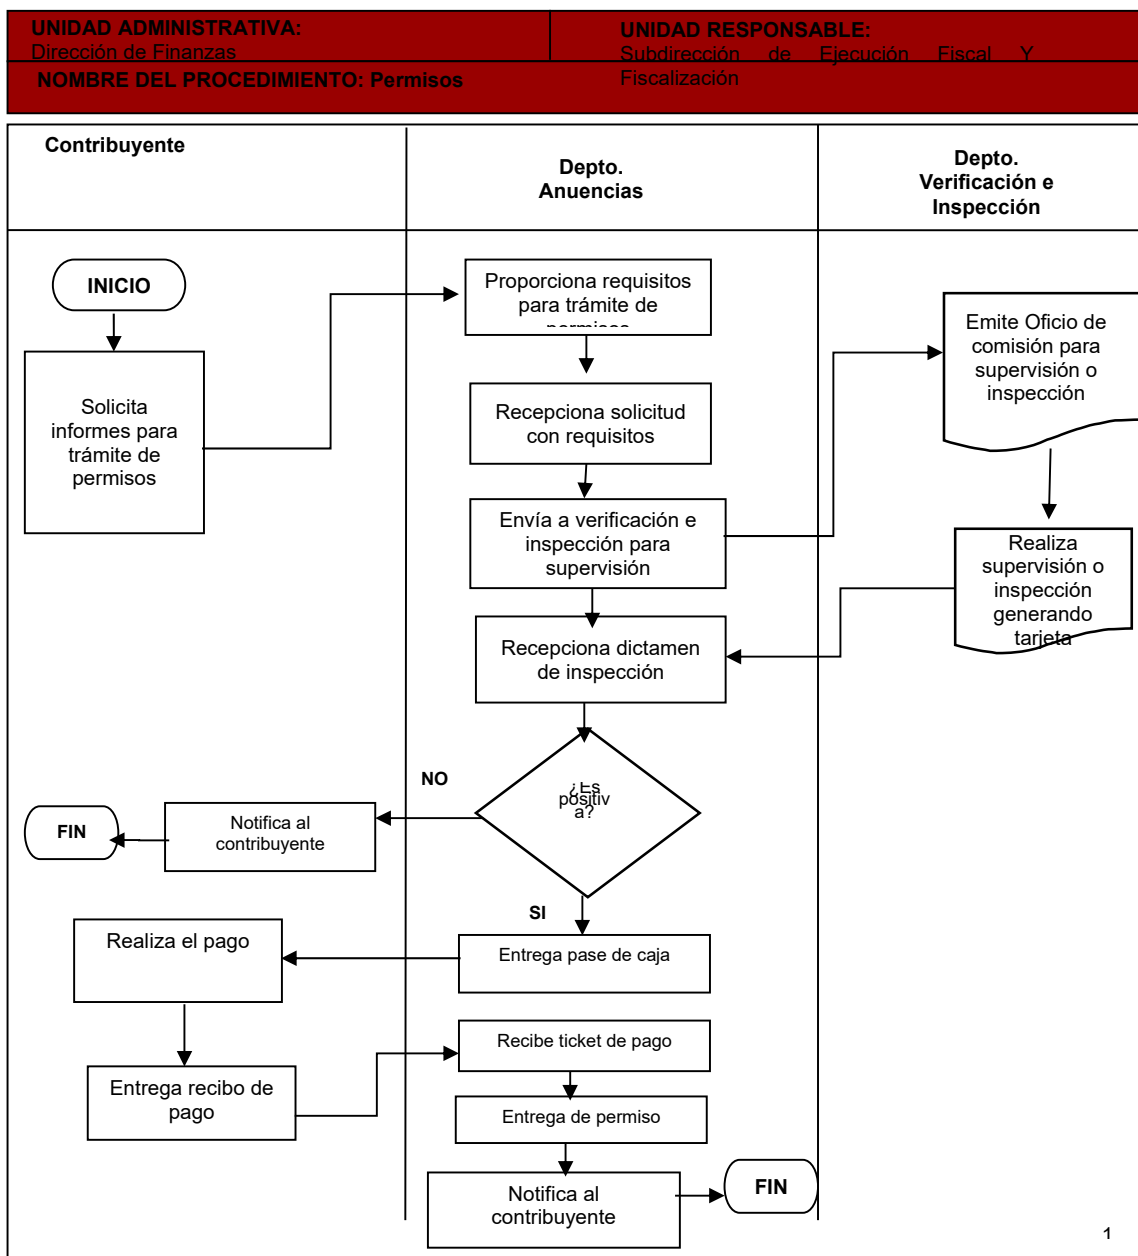 UNIDAD ADMINISTRATIVA:
Dirección de Finanzas
UNIDAD RESPONSABLE:
Subdirección de Ejecución Fiscal Y
Fiscalización
NOMBRE DEL PROCEDIMIENTO: Permisos
Contribuyente
Depto.
Anuencias
Depto.
Verificación e
Inspección
INICIO
Solicita
informes para
trámite de
permisos
Proporciona requisitos
para trámite de
permisos
Recepciona solicitud
con requisitos
Envía a verificación e
inspección para
supervisión
Emite Oficio de
comisión para
supervisión o
inspección
Realiza
supervisión o
inspección
generando
tarjeta
Recepciona dictamen
de inspección
¿Es
positiv
a?
NO
Notifica al
contribuyente
FIN
SI
Entrega pase de caja
Realiza el pago
Entrega recibo de
pago
Recibe ticket de pago
Entrega de permiso
Notifica al
contribuyente
FIN
1